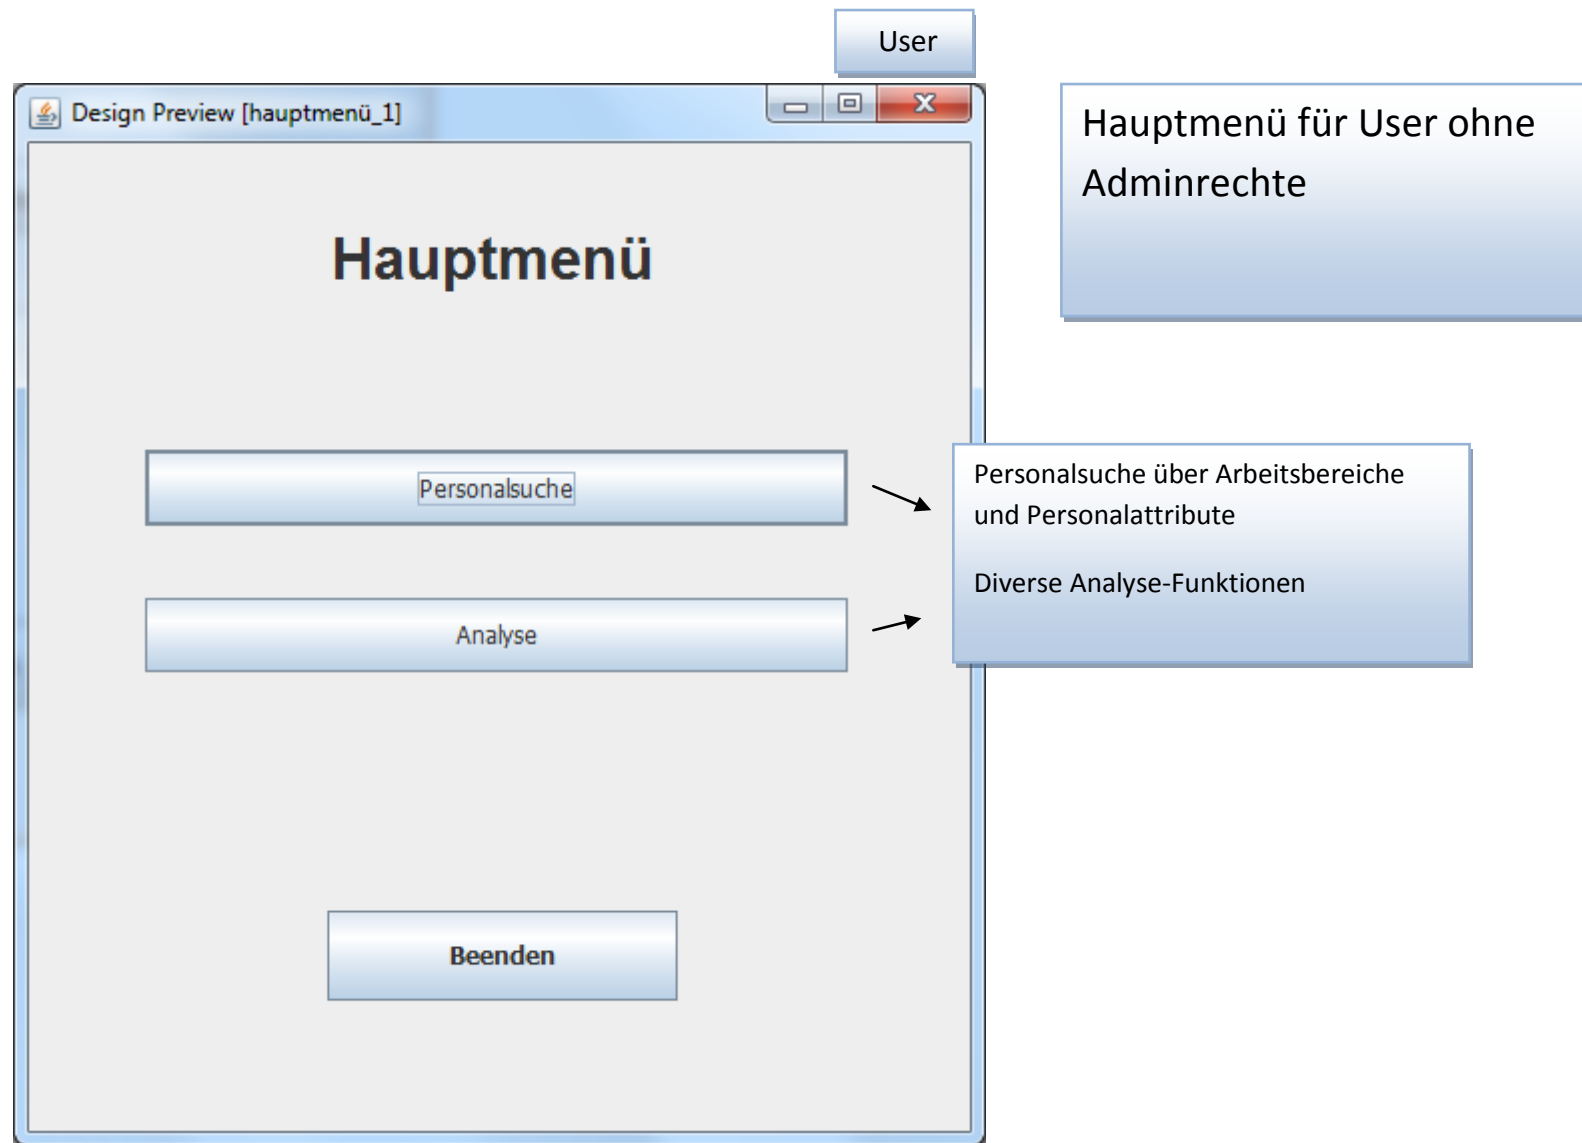 User
Design Preview [hauptmenü_1]
Hauptmenü für User ohne
Adminrechte
Hauptmenü
Personalsuche
Personalsuche über Arbeitsbereiche
und Personalattribute
Diverse Analyse-Funktionen
Analyse
Beenden